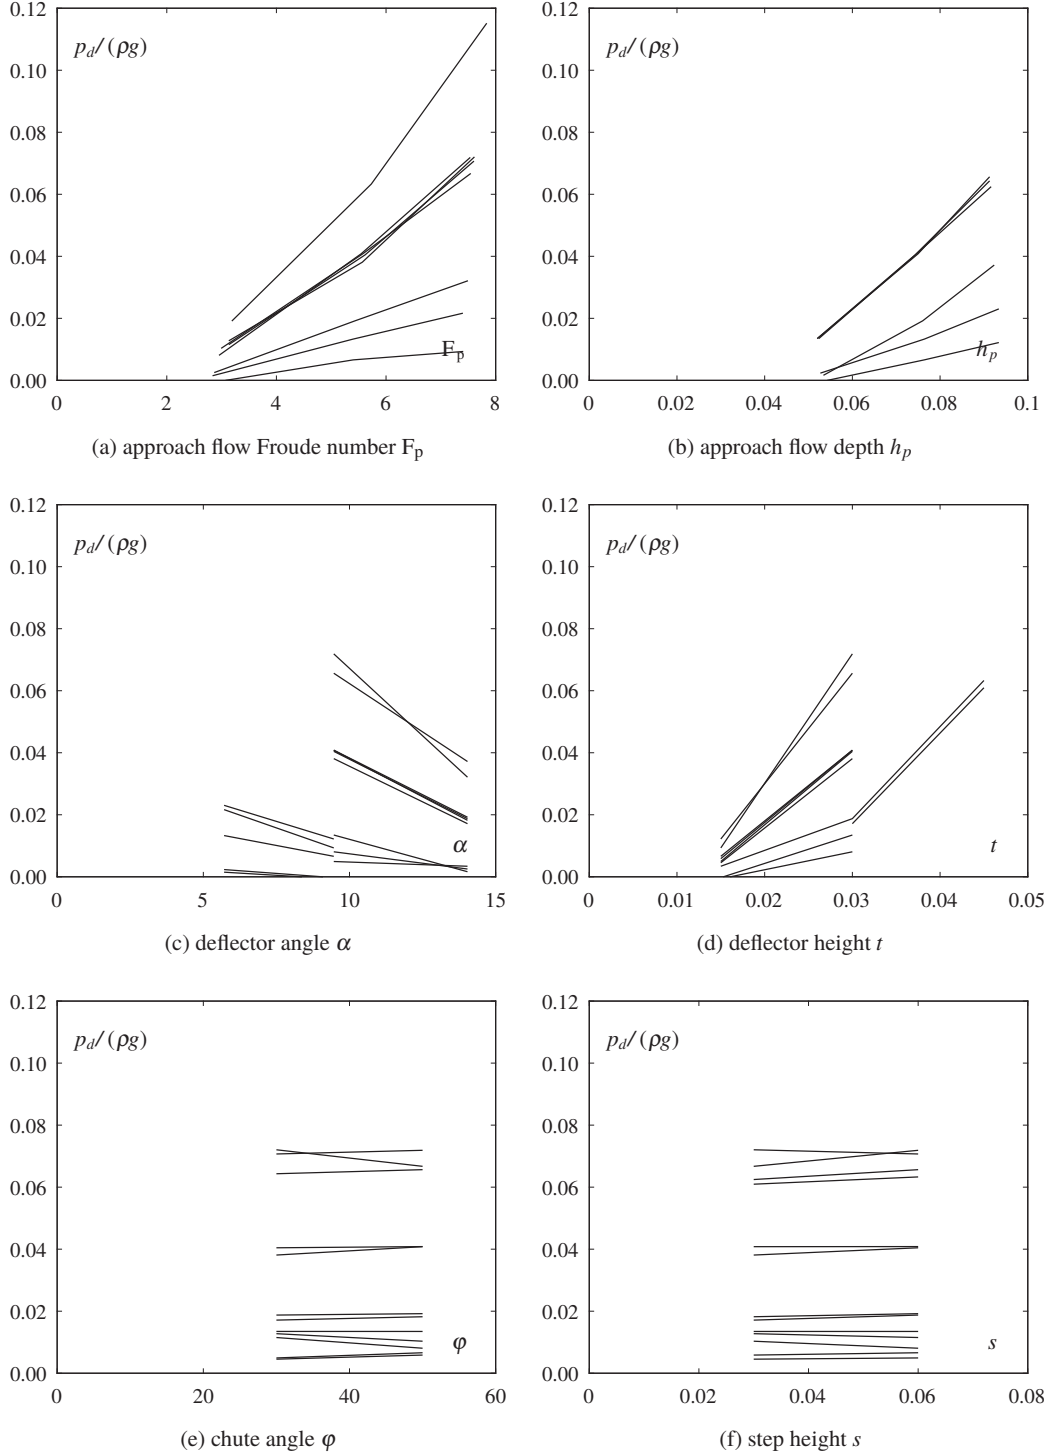 0.12
p_d/(ρg)
0.10
0.08
0.06
0.04
0.02
F_p
0.00
0 2 4 6 8
(a) approach flow Froude number F_p
0.12
p_d/(ρg)
0.10
0.08
0.06
0.04
0.02
h_p
0.00
0 0.02 0.04 0.06 0.08 0.1
(b) approach flow depth h_p
0.12
p_d/(ρg)
0.10
0.08
0.06
0.04
0.02
α
0.00
0 5 10 15
(c) deflector angle α
0.12
p_d/(ρg)
0.10
0.08
0.06
0.04
0.02
t
0.00
0 0.01 0.02 0.03 0.04 0.05
(d) deflector height t
0.12
p_d/(ρg)
0.10
0.08
0.06
0.04
0.02
φ
0.00
0 20 40 60
(e) chute angle φ
0.12
p_d/(ρg)
0.10
0.08
0.06
0.04
0.02
s
0.00
0 0.02 0.04 0.06 0.08
(f) step height s